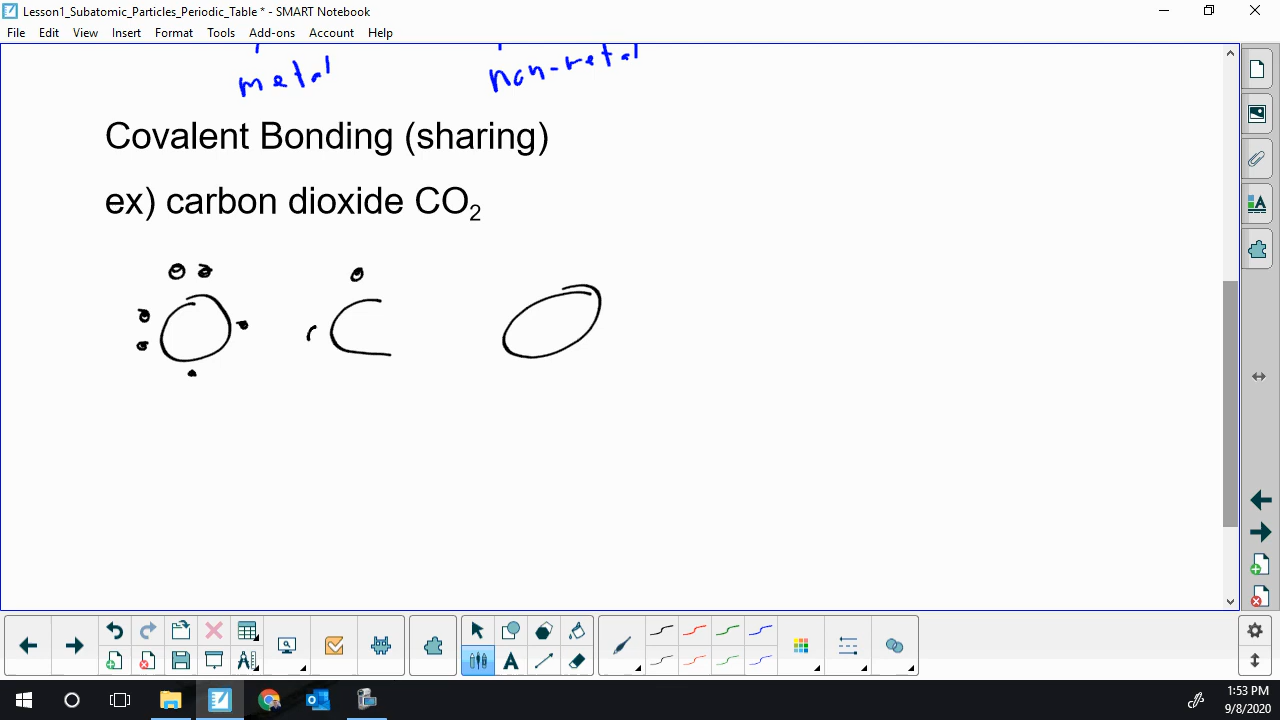 Lesson1_Subatomic_Particles_Periodic_Table * - SMART Notebook
File Edit View Insert Format Tools Add-ons Account Help
metal non-metal
Covalent Bonding (sharing)
ex) carbon dioxide CO₂
O C O
1:53 PM
9/8/2020